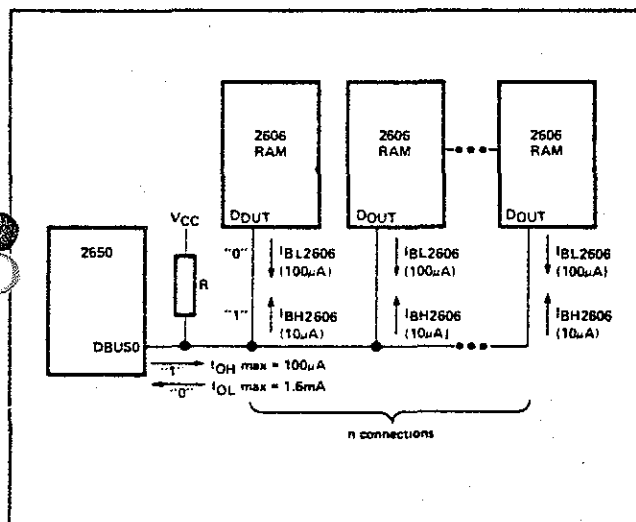 2606
RAM
2606
RAM
2606
RAM
DOUT
DOUT
DOUT
VCC
2650
R
"0"
IBL2606
(100µA)
IBL2606
(100µA)
IBL2606
(100µA)
"1"
IBH2606
(10µA)
IBH2606
(10µA)
IBH2606
(10µA)
DBUS0
"1"
IOH max = 100µA
"0"
IOL max = 1.6mA
n connections